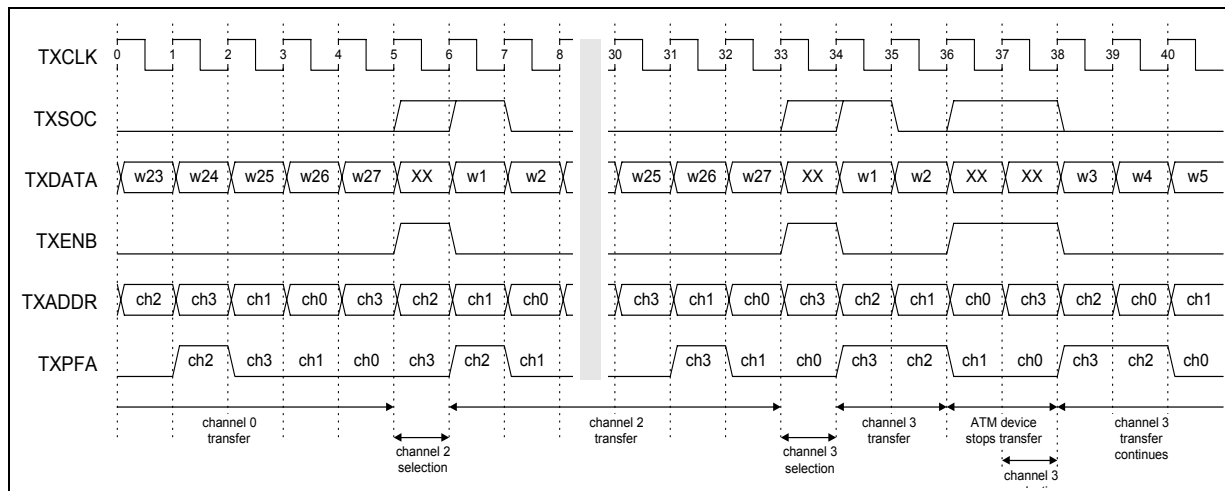 TXCLK 0 1 2 3 4 5 6 7 8 30 31 32 33 34 35 36 37 38 39 40
TXSOC
TXDATA w23 w24 w25 w26 w27 XX w1 w2 w25 w26 w27 XX w1 w2 XX XX w3 w4 w5
TXENB
TXADDR ch2 ch3 ch1 ch0 ch3 ch2 ch1 ch0 ch3 ch1 ch0 ch3 ch2 ch1 ch0 ch3 ch2 ch0 ch1
TXPFA ch2 ch3 ch1 ch0 ch3 ch2 ch1 ch3 ch1 ch0 ch3 ch2 ch1 ch0 ch3 ch2 ch0
channel 0
transfer
channel 2
selection
channel 2
transfer
channel 3
selection
channel 3
transfer
ATM device
stops transfer
channel 3
channel 3
transfer
continues